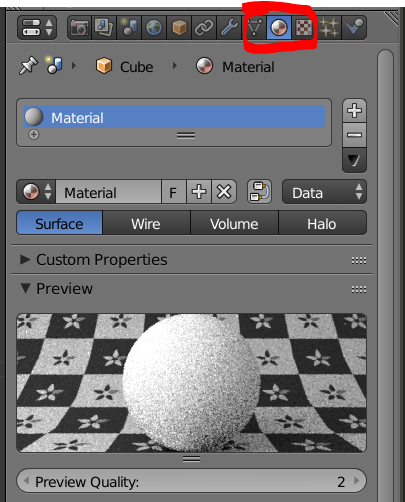 Cube Material
Material
Material F Data
Surface Wire Volume Halo
Custom Properties
Preview
Preview Quality: 2